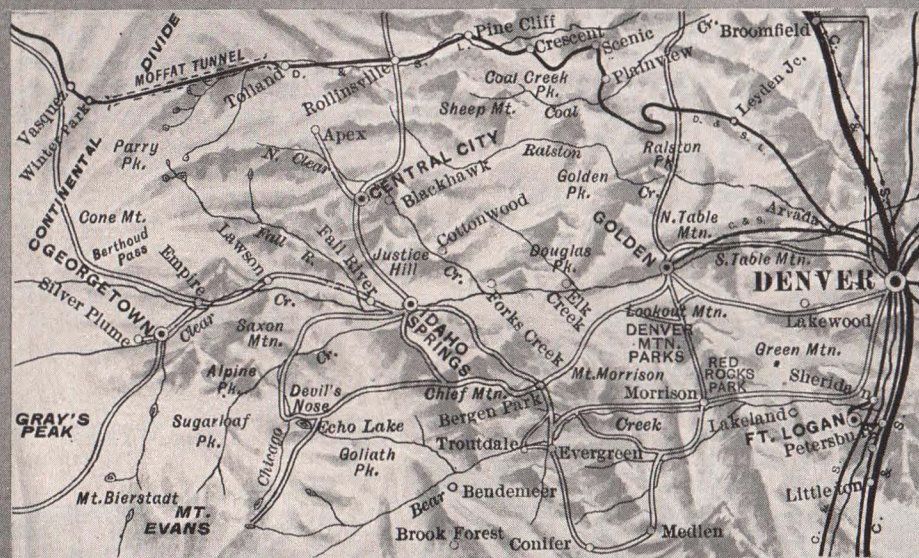 Pine Cliff
Cr.
Broomfield
Crescent
Scenic
DIVIDE
MOFFAT TUNNEL
Tolland
D. & S. L.
Rollinsville
Coal Creek
Pk.
Plainview
Vasquez
Winter Park
Sheep Mt.
Coal
Leyden Jc.
D. & S. L.
Parry
Pk.
Apex
N. Clear
CENTRAL CITY
Blackhawk
Ralston
Ralston
Pk.
Golden
Pk.
Cr.
CONTINENTAL
Cone Mt.
Berthoud
Pass
Cottonwood
N. Table
Mtn.
Arvada
C. & S.
GOLDEN
Empire
Lawson
Fall
R.
Fall River
Justice
Hill
Cr.
Douglas
Pk.
S. Table Mtn.
DENVER
GEORGETOWN
Silver Plume
Clear
Cr.
Forks Creek
Elk
Creek
IDAHO
SPRINGS
Lookout Mtn.
DENVER
MTN.
PARKS
Lakewood
Saxon
Mtn.
Cr.
Green Mtn.
RED
ROCKS
PARK
Mt. Morrison
Morrison
Sheridan
Alpine
Pk.
Devil's
Nose
Chief Mtn.
Bergen Park
GRAY'S
PEAK
Sugarloaf
Pk.
Echo Lake
Creek
Lakeland
FT. LOGAN
Petersburg
Chicago
Goliath
Pk.
Troutdale
Evergreen
Mt. Bierstadt
MT.
EVANS
Bear
Bendemeer
Littleton
Brook Forest
Conifer
Medlen